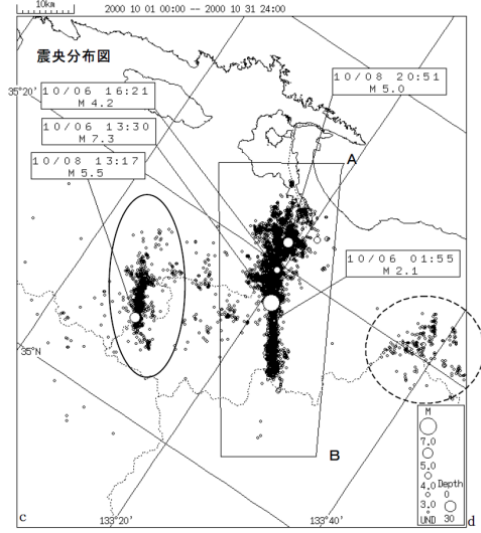 10km
2000 10 01 00:00 -- 2000 10 31 24:00
震央分布図
10/08 20:51
M 5.0
35°20'
10/06 16:21
M 4.2
10/06 13:30
M 7.3
10/08 13:17
M 5.5
A
10/06 01:55
M 2.1
35°N
B
M
7.0
5.0
4.0
3.0
UND
Depth
0
30
c
133°20'
133°40'
d